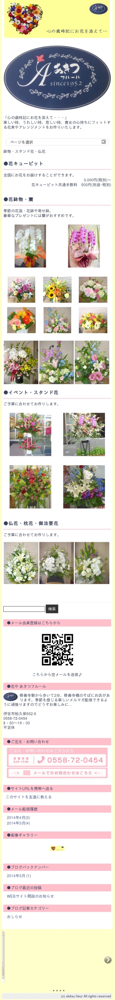 心の歳時記にお花を添えて…
A あきつ
フルール
since1952
「心の歳時記にお花を添えて・・・」
楽しい時、うれしい時、悲しい時、貴女の心持ちにフィットす
る花束やアレンジメントをお作りいたします。
ページを選択
鉢物・スタンド花・仏花
●花キューピット
全国にお花をお届けすることができます。
3,000円(税別)〜
花キューピット共通手数料　500円(別途･税別)
●花鉢物・蘭
季節の花苗・花鉢や寄せ鉢。
豪華なプレゼントには蘭がおすすめです。
●イベント・スタンド花
ご予算に合わせてお作りします。
●仏花・枕花・御法要花
ご予算に合わせてお作りします。
検索
●メール会員登録はこちらから
こちらから空メールを送信♪
●花や あきつフルール
修善寺駅から歩いて2分、修善寺橋のそばにお店があ
ります。季節を感じる楽しいメルマガ配信できるよ
うに頑張りますのでどうぞお楽しみに…
伊豆市柏久保552-5
0558-72-0454
8：30〜19：00
不定休
●ご注文・お問い合わせ
ご注文・お問い合わせはこちらから
営業時間
8:30~19:00
0558-72-0454
メールでのお問合わせはこちら
●サイトURLを携帯へ送る
このサイトを友達に教える
●メール配信履歴
2014年4月(3)
2014年3月(4)
●画像ギャラリー
●ブログバックナンバー
2014年3月 (1)
●ブログ最近の投稿
WEBサイト開設のお知らせ
●ブログ記事カテゴリー
おしらせ
(c) akitsu fleur All rights reserved